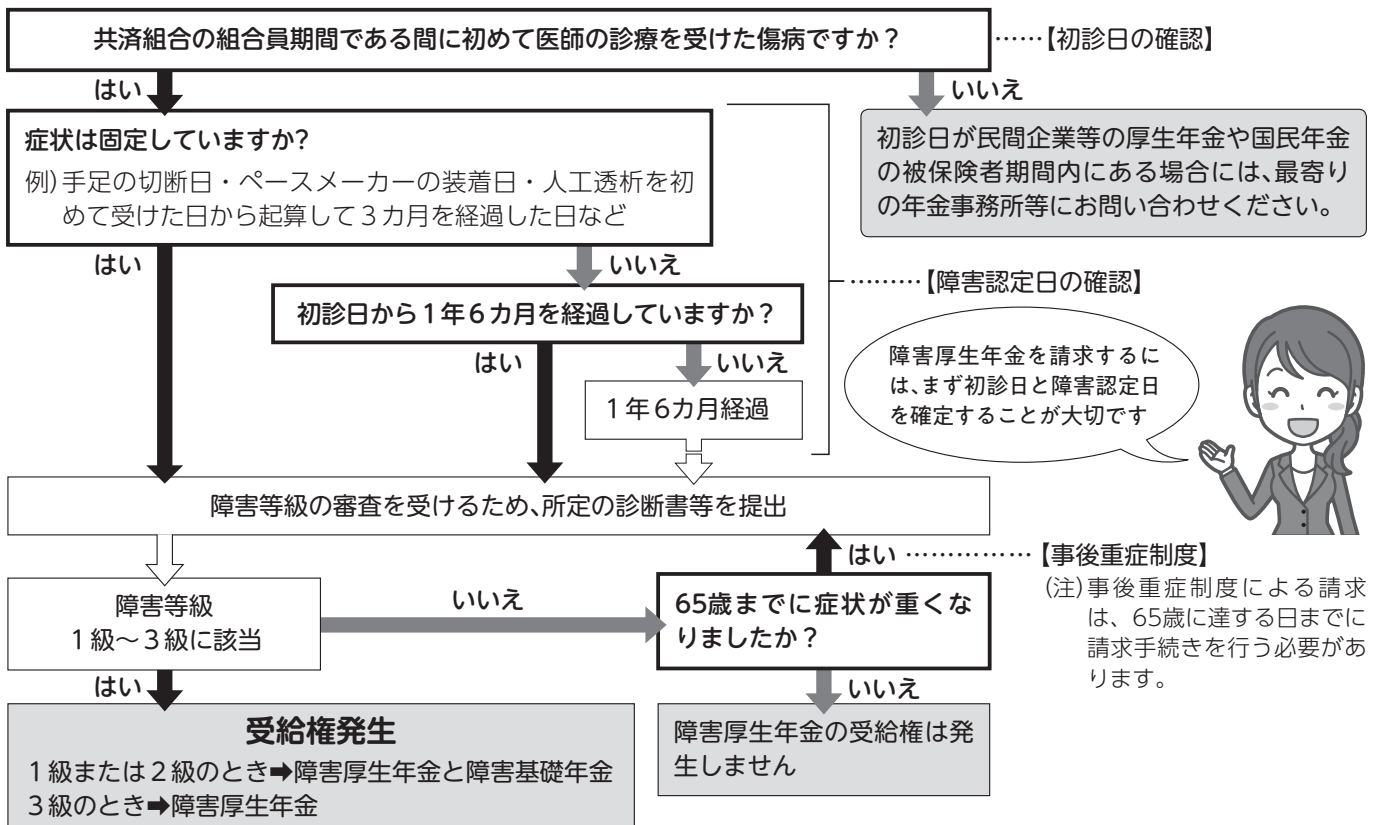 共済組合の組合員期間である間に初めて医師の診療を受けた傷病ですか？
……【初診日の確認】
はい
いいえ
症状は固定していますか?
例)手足の切断日・ペースメーカーの装着日・人工透析を初
めて受けた日から起算して３カ月を経過した日など
初診日が民間企業等の厚生年金や国民年金
の被保険者期間内にある場合には、最寄り
の年金事務所等にお問い合わせください。
はい
いいえ
………【障害認定日の確認】
初診日から１年６カ月を経過していますか？
はい
いいえ
１年６カ月経過
障害厚生年金を請求するに
は、まず初診日と障害認定日
を確定することが大切です
障害等級の審査を受けるため、所定の診断書等を提出
はい……………【事後重症制度】
(注)事後重症制度による請求
は、65歳に達する日までに
請求手続きを行う必要があ
ります。
障害等級
１級～３級に該当
いいえ
65歳までに症状が重くな
りましたか？
はい
いいえ
受給権発生
１級または２級のとき➡障害厚生年金と障害基礎年金
３級のとき➡障害厚生年金
障害厚生年金の受給権は発
生しません